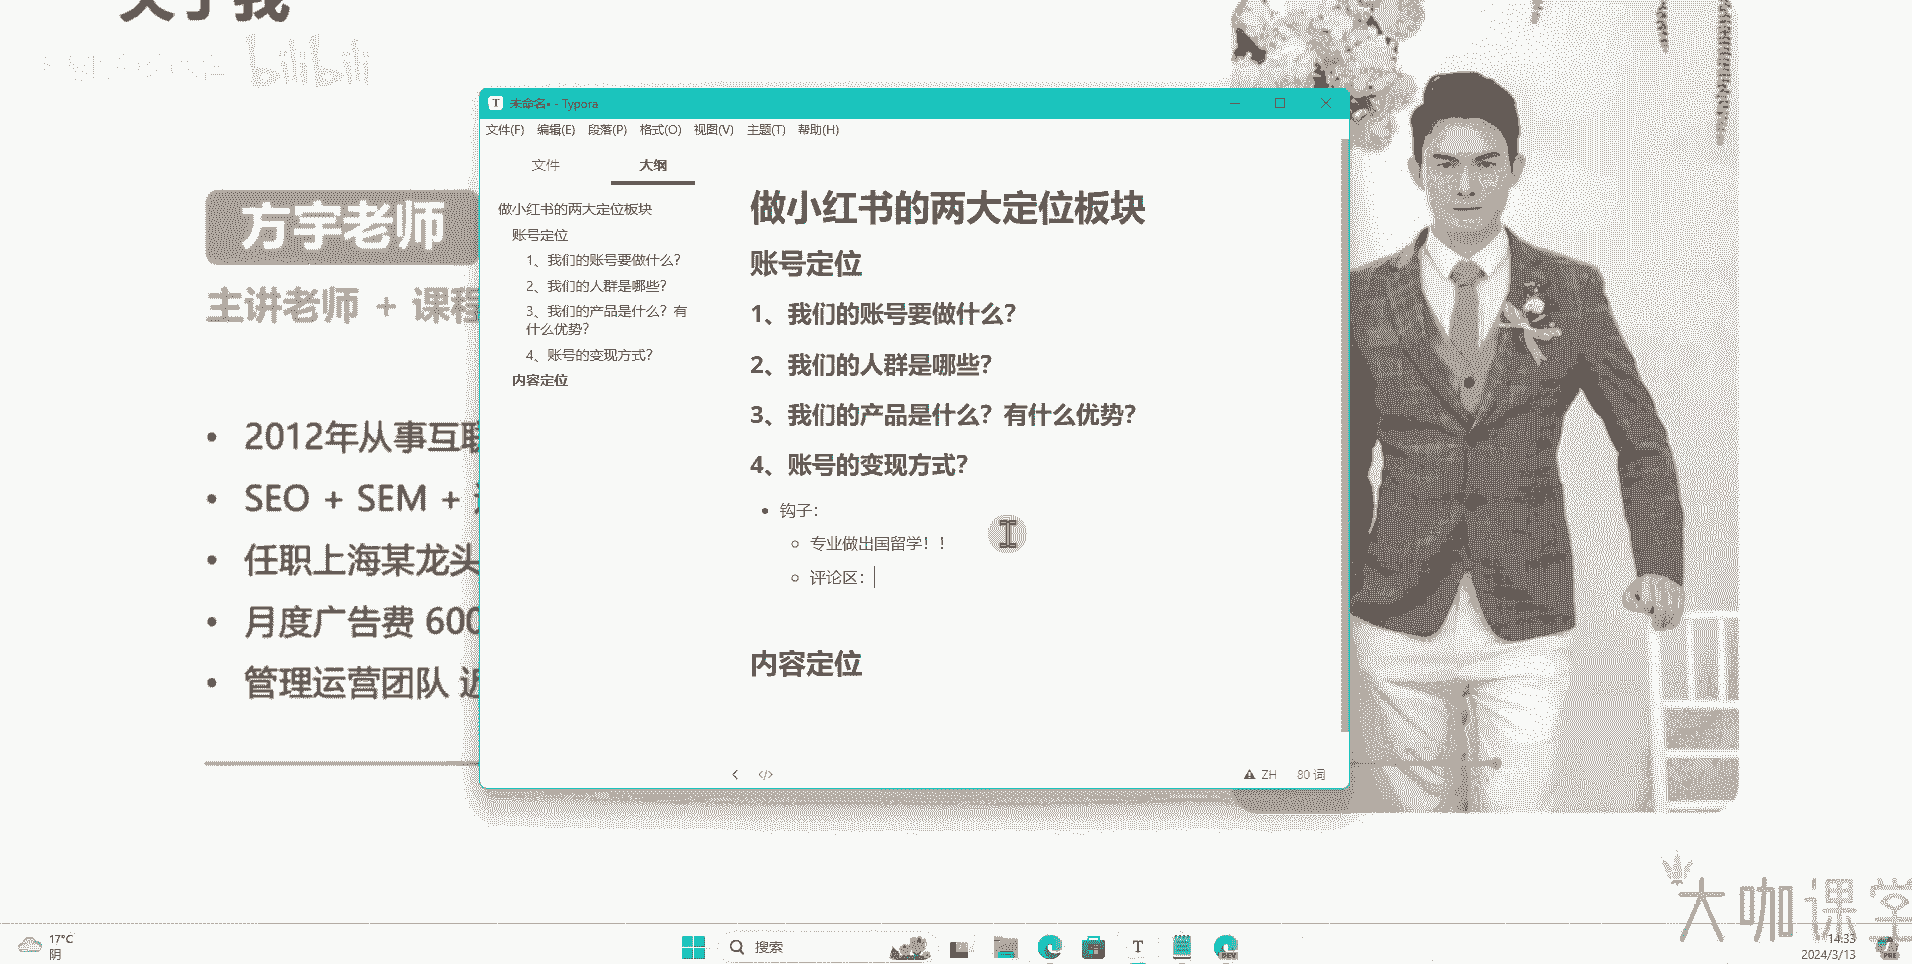 关于我
bilibili
方宇老师
主讲老师 + 课程
• 2012年从事互联
• SEO + SEM +
• 任职上海某龙头
• 月度广告费 600
• 管理运营团队 近
T 未命名• - Typora
文件(F) 编辑(E) 段落(P) 格式(O) 视图(V) 主题(T) 帮助(H)
文件 大纲
做小红书的两大定位板块
账号定位
1、我们的账号要做什么？
2、我们的人群是哪些？
3、我们的产品是什么？有
什么优势？
4、账号的变现方式？
内容定位
做小红书的两大定位板块
账号定位
1、我们的账号要做什么？
2、我们的人群是哪些？
3、我们的产品是什么？有什么优势？
4、账号的变现方式？
• 钩子：
○ 专业做出国留学！！
○ 评论区：
内容定位
ZH 80 词
大咖课堂
17°C
阴
搜索
T
DEV
14:33
2024/3/13
PRE